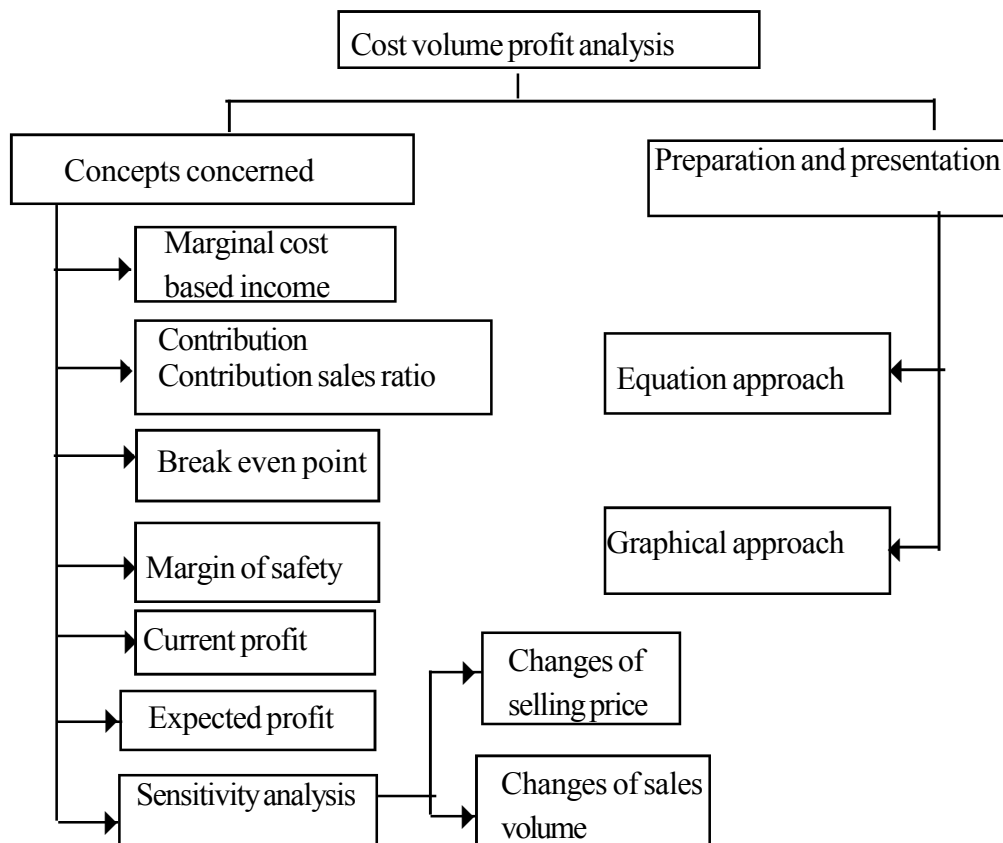 Cost volume profit analysis
Concepts concerned
Preparation and presentation
Marginal cost
based income
Contribution
Contribution sales ratio
Equation approach
Break even point
Graphical approach
Margin of safety
Current profit
Changes of
selling price
Expected profit
Sensitivity analysis
Changes of sales
volume